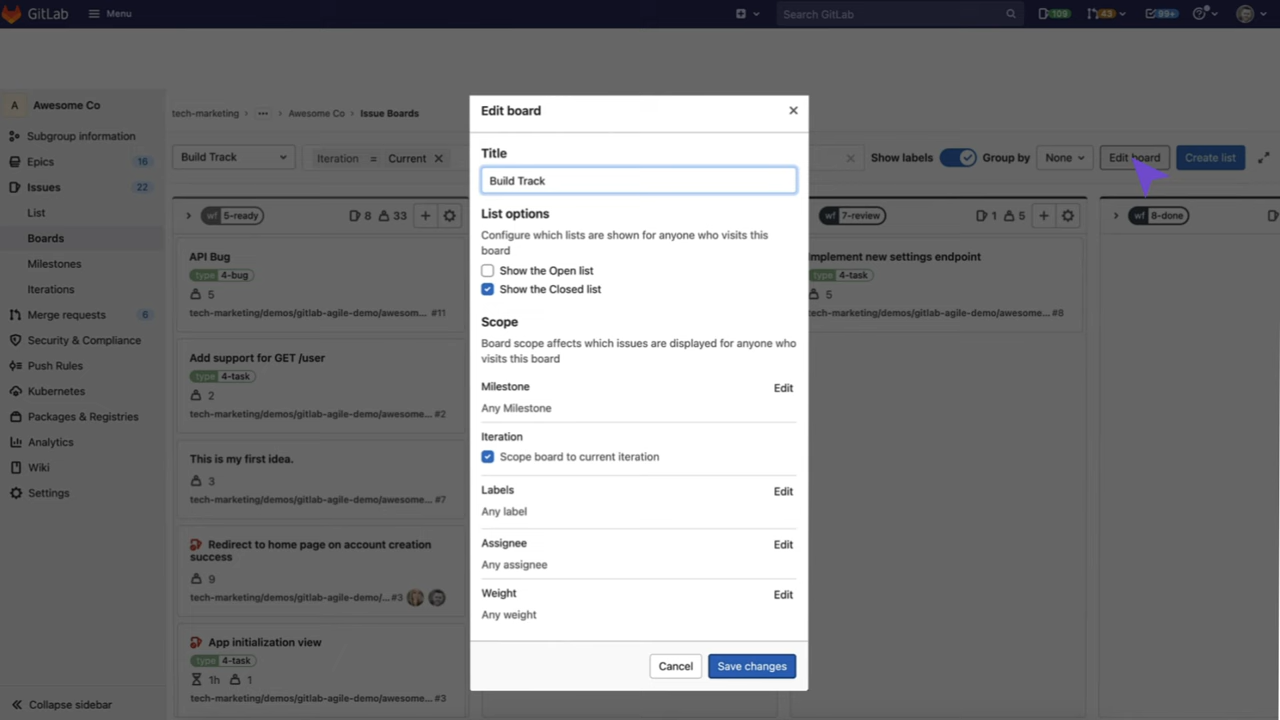 GitLab
Menu
Search GitLab
109
43
99+
A
Awesome Co
Subgroup information
Epics
16
Issues
22
List
Boards
Milestones
Iterations
Merge requests
6
Security & Compliance
Push Rules
Kubernetes
Packages & Registries
Analytics
Wiki
Settings
Collapse sidebar
tech-marketing > ... > Awesome Co > Issue Boards
Build Track
Iteration = Current
Show labels
Group by
None
Edit board
Create list
wf 5-ready
8 33
API Bug
type 4-bug
5
tech-marketing/demos/gitlab-agile-demo/awesome... #11
Add support for GET /user
type 4-task
2
tech-marketing/demos/gitlab-agile-demo/awesome... #2
This is my first idea.
3
tech-marketing/demos/gitlab-agile-demo/awesome... #7
Redirect to home page on account creation
success
9
tech-marketing/demos/gitlab-agile-demo/... #3
App initialization view
type 4-task
1h 1
tech-marketing/demos/gitlab-agile-demo/awesome... #3
Edit board
Title
Build Track
List options
Configure which lists are shown for anyone who visits this
board
Show the Open list
Show the Closed list
Scope
Board scope affects which issues are displayed for anyone who
visits this board
Milestone
Edit
Any Milestone
Iteration
Scope board to current iteration
Labels
Edit
Any label
Assignee
Edit
Any assignee
Weight
Edit
Any weight
Cancel
Save changes
wf 7-review
1 5
Implement new settings endpoint
type 4-task
5
tech-marketing/demos/gitlab-agile-demo/awesome... #8
wf 8-done